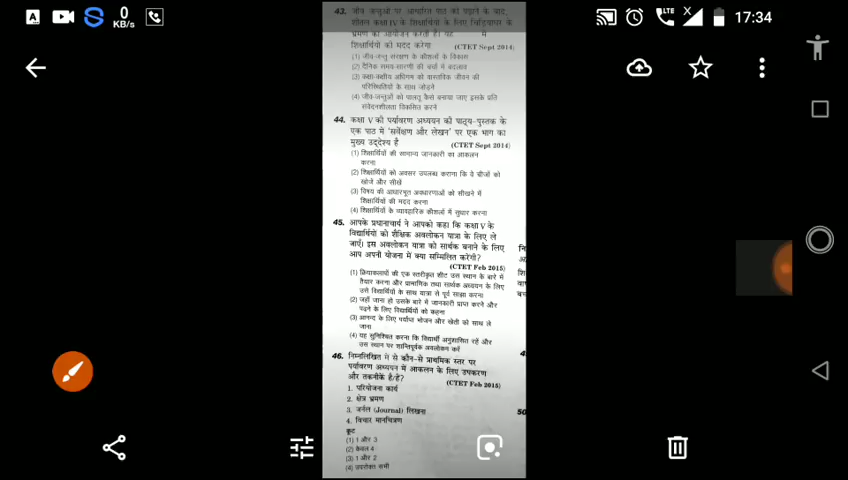 0
KB/s
LTE
17:34
43. जीव जन्तुओं पर आधारित पाठ को पढ़ाने के बाद,
शीतल कक्षा IV के शिक्षार्थियों के लिए चिड़ियाघर के
भ्रमण का आयोजन करती हैं। यह में
शिक्षार्थियों को मदद करेगा (CTET Sept 2014)
(1) जीव-जन्तु संरक्षण के कौशलों के विकास
(2) दैनिक समय-सारणी की चर्या में बदलाव
(3) कक्षा-कक्षीय अधिगम को वास्तविक जीवन की
परिस्थितियों के साथ जोड़ने
(4) जीव-जन्तुओं को पालतू कैसे बनाया जाए इसके प्रति
संवेदनशीलता विकसित करने
44. कक्षा V की पर्यावरण अध्ययन की पाठ्य-पुस्तक के
एक पाठ में 'सर्वेक्षण और लेखन' पर एक भाग का
मुख्य उद्देश्य है (CTET Sept 2014)
(1) शिक्षार्थियों की सामान्य जानकारी का आकलन
करना
(2) शिक्षार्थियों को अवसर उपलब्ध कराना कि वे चीजों को
खोजें और सीखें
(3) विषय की आधारभूत अवधारणाओं को सीखने में
शिक्षार्थियों की मदद करना
(4) शिक्षार्थियों के व्यावहारिक कौशलों में सुधार करना
45. आपके प्रधानाचार्य ने आपको कहा कि कक्षा V के
विद्यार्थियों को शैक्षिक अवलोकन यात्रा के लिए ले
जाएँ। इस अवलोकन यात्रा को सार्थक बनाने के लिए
आप अपनी योजना में क्या सम्मिलित करेंगी?
(CTET Feb 2015)
(1) क्रियाकलापों की एक स्तरीकृत शीट उस स्थान के बारे में
तैयार करना और प्रामाणिक तथा सार्थक अध्ययन के लिए
उसे विद्यार्थियों के साथ यात्रा से पूर्व साझा करना
(2) जहाँ जाना हो उसके बारे में जानकारी प्राप्त करने और
पढ़ने के लिए विद्यार्थियों को कहना
(3) आनन्द के लिए पर्याप्त भोजन और खेलों को साथ ले
जाना
(4) यह सुनिश्चित करना कि विद्यार्थी अनुशासित रहें और
उस स्थान पर शान्तिपूर्वक अवलोकन करें
46. निम्नलिखित में से कौन-से प्राथमिक स्तर पर
पर्यावरण अध्ययन में आकलन के लिए उपकरण
और तकनीकें है/हैं? (CTET Feb 2015)
1. परियोजना कार्य
2. क्षेत्र भ्रमण
3. जर्नल (Journal) लिखना
4. विचार मानचित्रण
कूट
(1) 1 और 3
(2) केवल 4
(3) 1 और 2
(4) उपरोक्त सभी
50